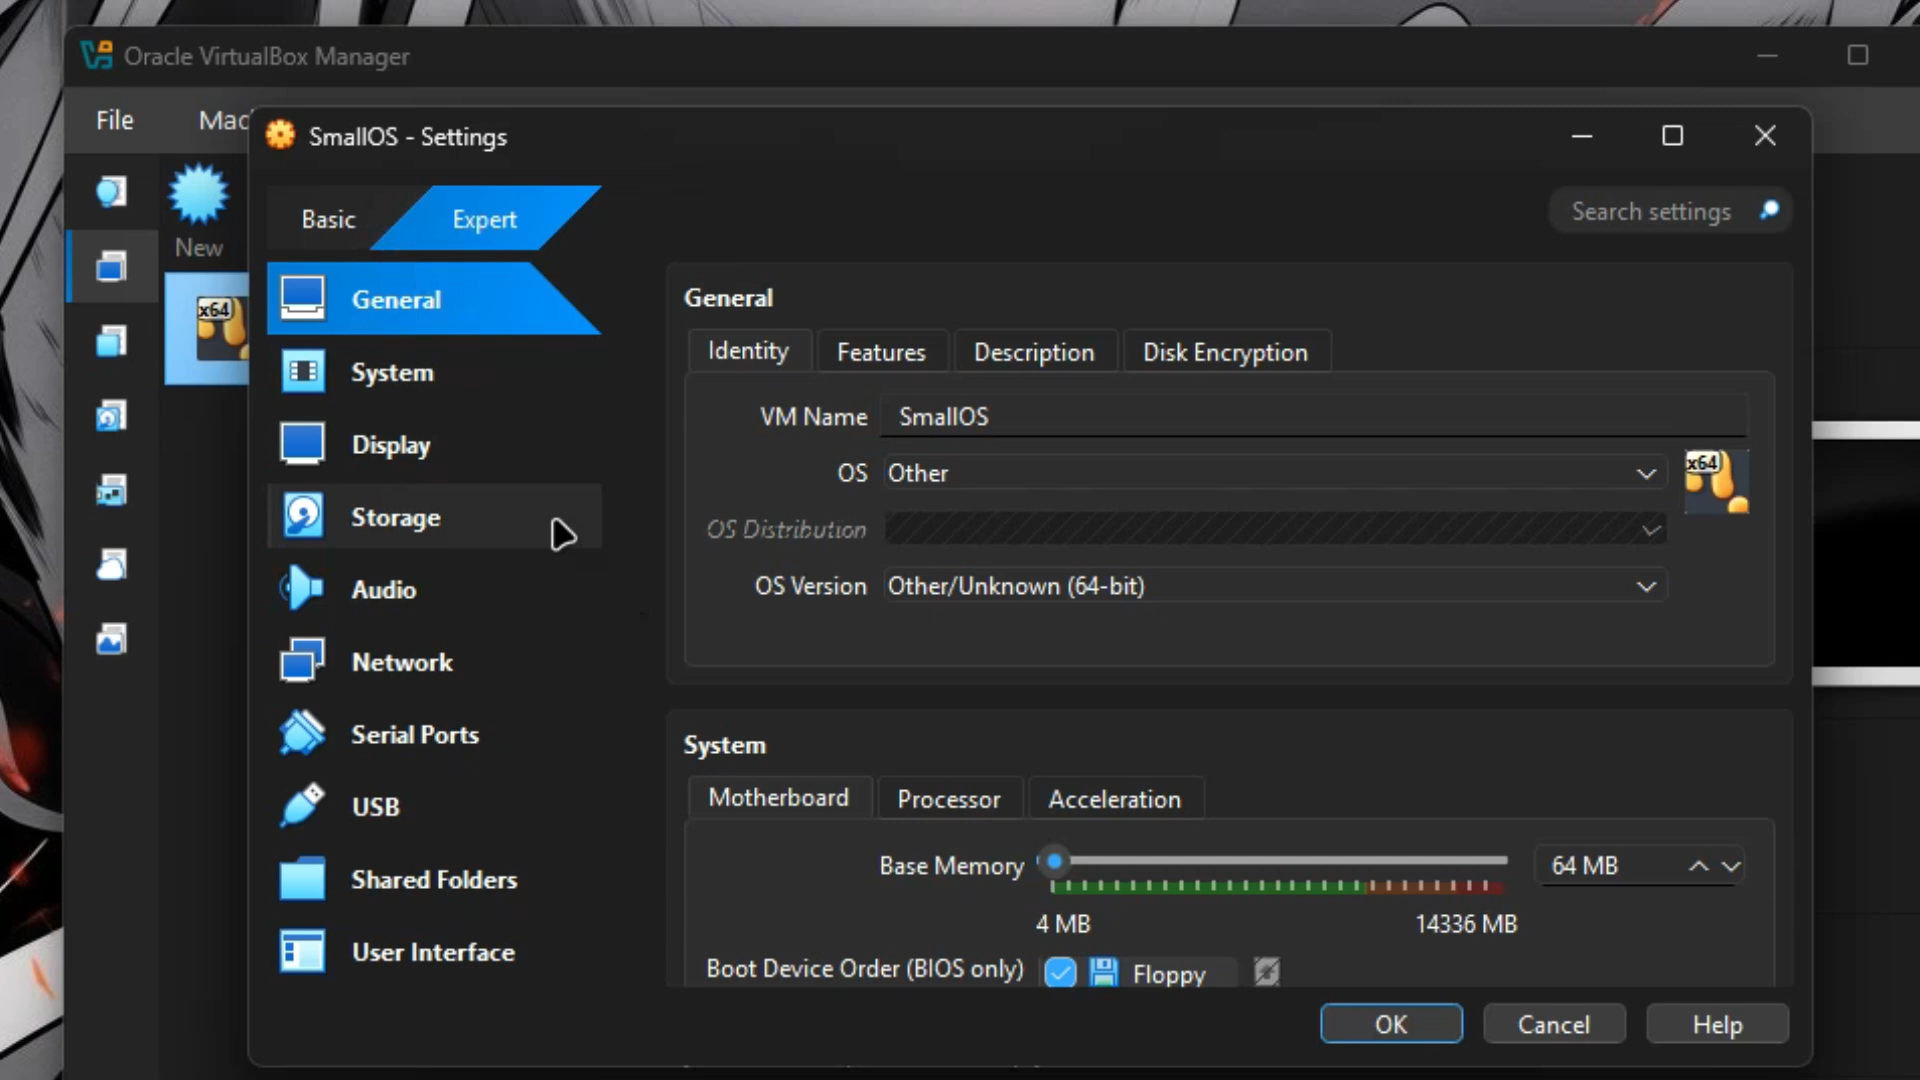 Oracle VirtualBox Manager
File
Mac
SmallOS - Settings
Basic
Expert
Search settings
New
x64
General
System
Display
Storage
Audio
Network
Serial Ports
USB
Shared Folders
User Interface
General
Identity
Features
Description
Disk Encryption
VM Name
SmallOS
OS
Other
x64
OS Distribution
OS Version
Other/Unknown (64-bit)
System
Motherboard
Processor
Acceleration
Base Memory
64 MB
4 MB
14336 MB
Boot Device Order (BIOS only)
Floppy
OK
Cancel
Help